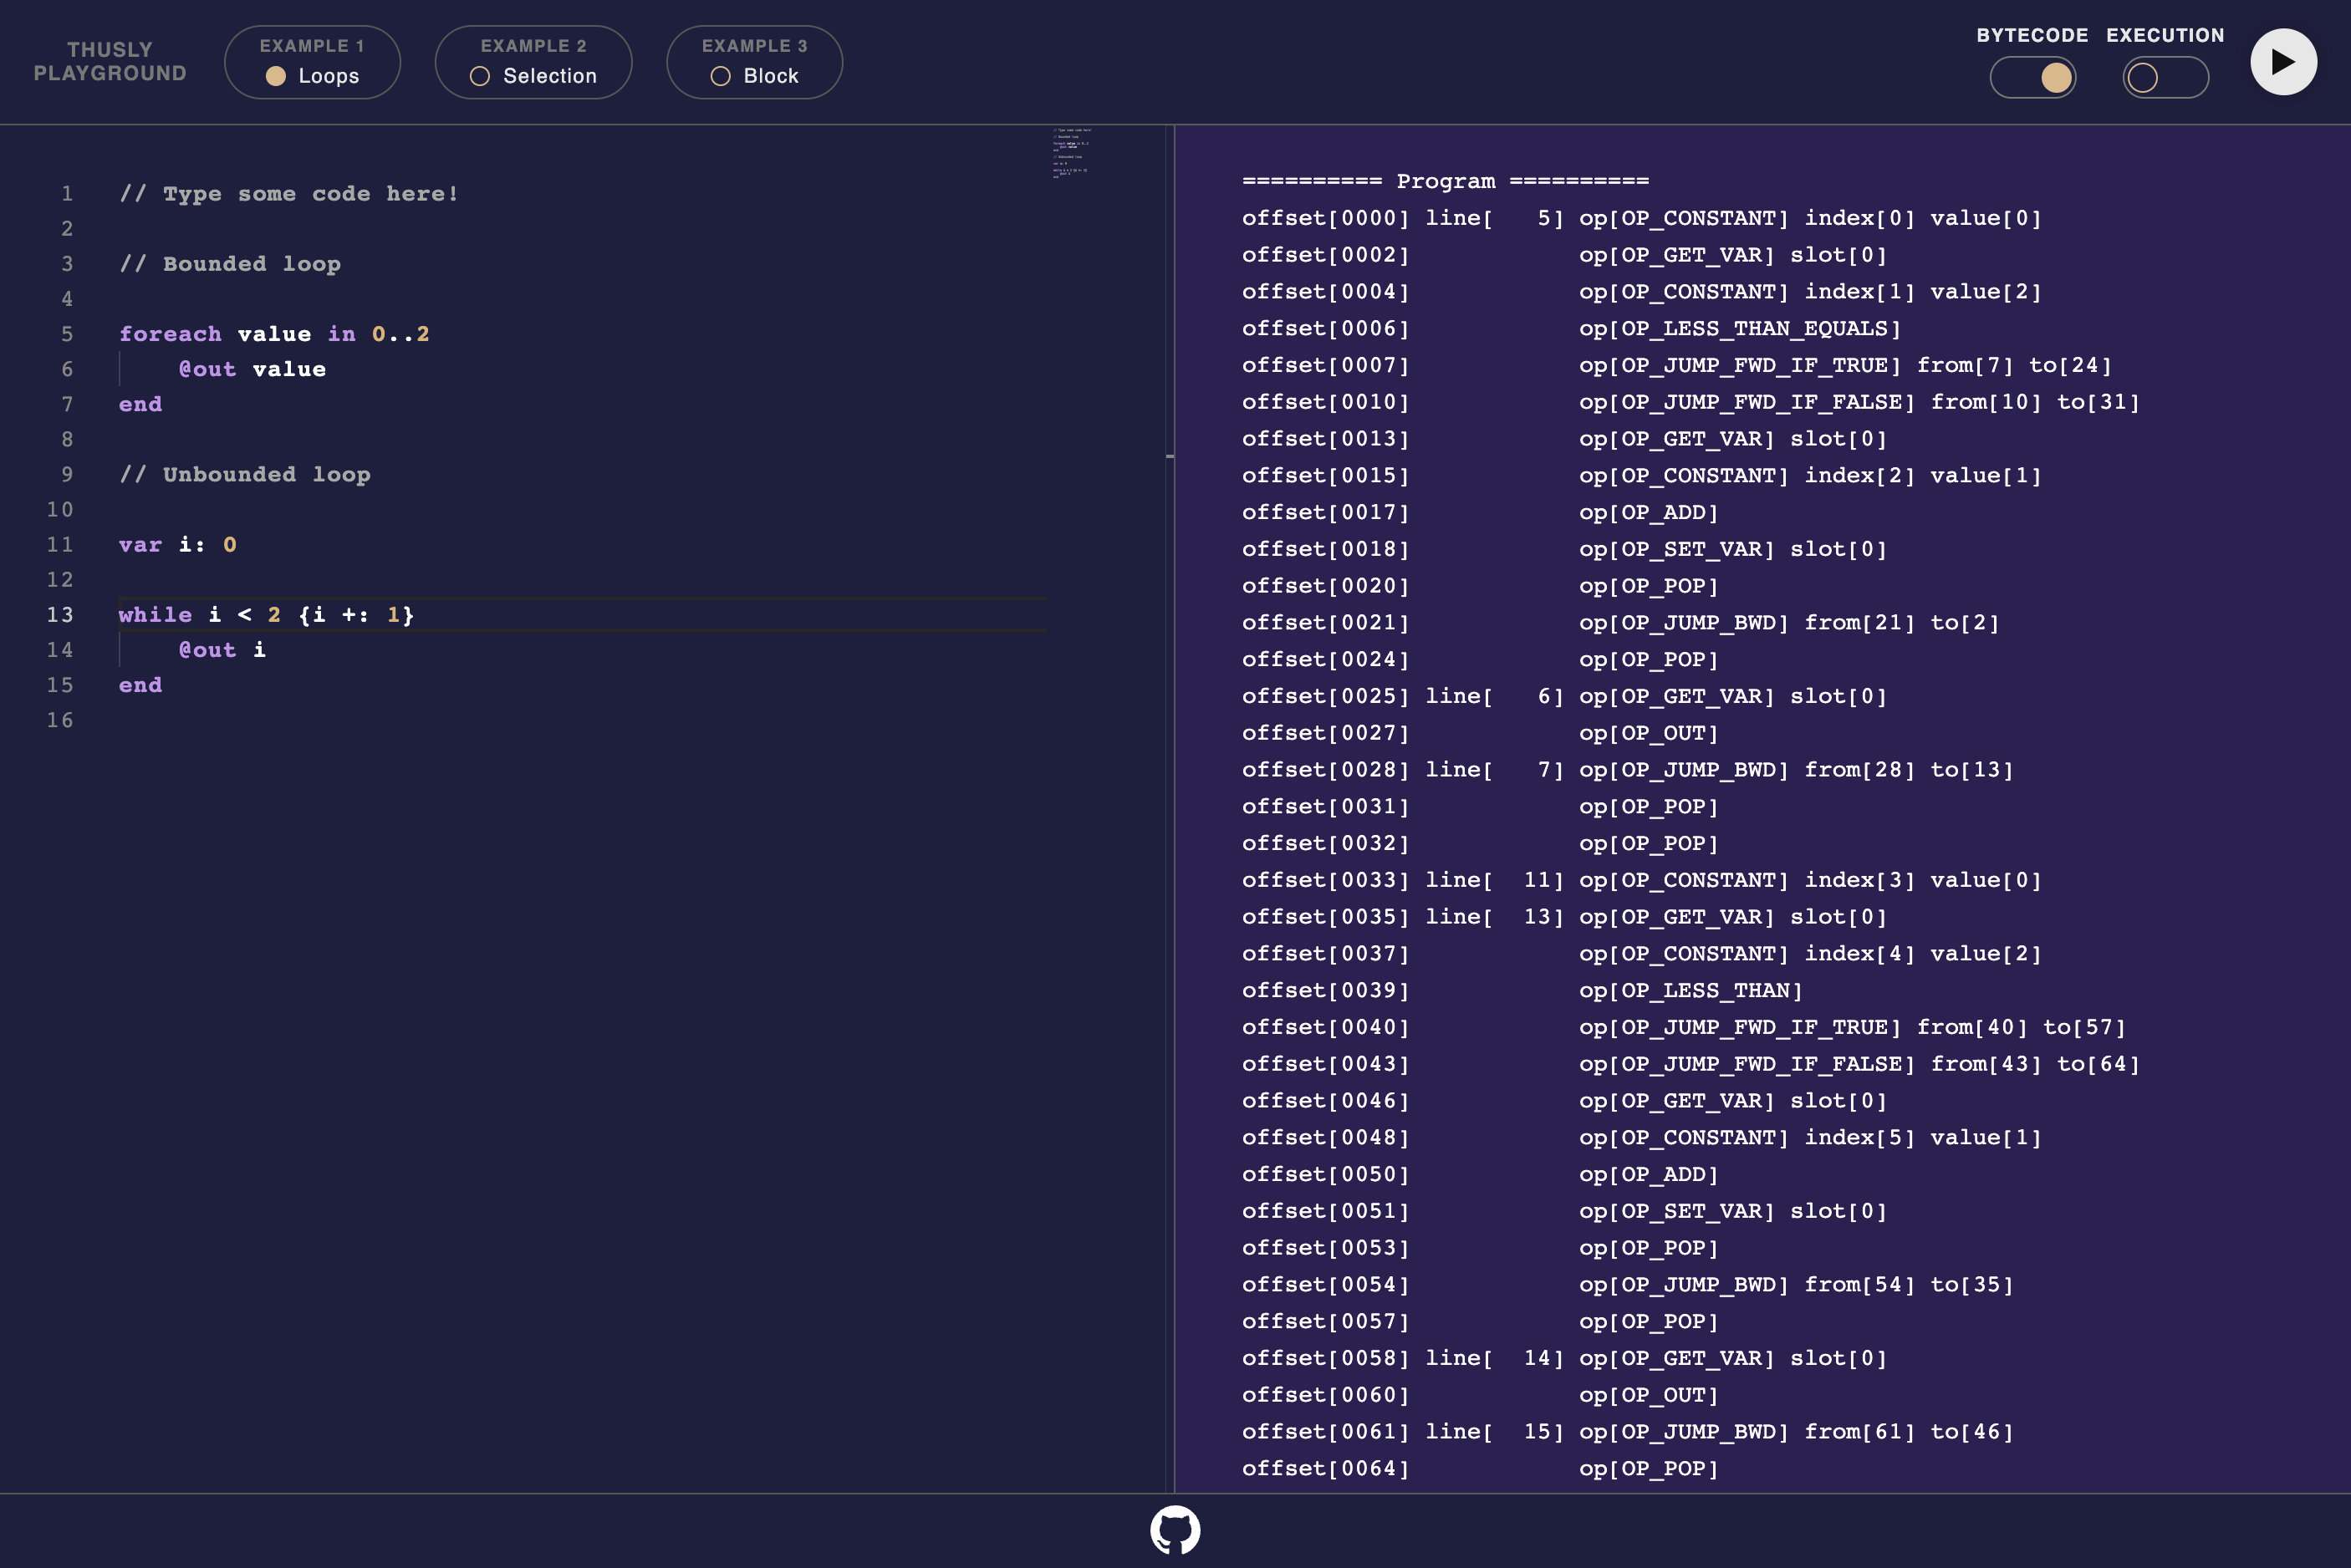 THUSLY
PLAYGROUND
EXAMPLE 1
Loops
EXAMPLE 2
Selection
EXAMPLE 3
Block
BYTECODE
EXECUTION
1 // Type some code here!
2
3 // Bounded loop
4
5 foreach value in 0..2
6     @out value
7 end
8
9 // Unbounded loop
10
11 var i: 0
12
13 while i < 2 {i +: 1}
14     @out i
15 end
16
========== Program ==========
offset[0000] line[   5] op[OP_CONSTANT] index[0] value[0]
offset[0002]            op[OP_GET_VAR] slot[0]
offset[0004]            op[OP_CONSTANT] index[1] value[2]
offset[0006]            op[OP_LESS_THAN_EQUALS]
offset[0007]            op[OP_JUMP_FWD_IF_TRUE] from[7] to[24]
offset[0010]            op[OP_JUMP_FWD_IF_FALSE] from[10] to[31]
offset[0013]            op[OP_GET_VAR] slot[0]
offset[0015]            op[OP_CONSTANT] index[2] value[1]
offset[0017]            op[OP_ADD]
offset[0018]            op[OP_SET_VAR] slot[0]
offset[0020]            op[OP_POP]
offset[0021]            op[OP_JUMP_BWD] from[21] to[2]
offset[0024]            op[OP_POP]
offset[0025] line[   6] op[OP_GET_VAR] slot[0]
offset[0027]            op[OP_OUT]
offset[0028] line[   7] op[OP_JUMP_BWD] from[28] to[13]
offset[0031]            op[OP_POP]
offset[0032]            op[OP_POP]
offset[0033] line[  11] op[OP_CONSTANT] index[3] value[0]
offset[0035] line[  13] op[OP_GET_VAR] slot[0]
offset[0037]            op[OP_CONSTANT] index[4] value[2]
offset[0039]            op[OP_LESS_THAN]
offset[0040]            op[OP_JUMP_FWD_IF_TRUE] from[40] to[57]
offset[0043]            op[OP_JUMP_FWD_IF_FALSE] from[43] to[64]
offset[0046]            op[OP_GET_VAR] slot[0]
offset[0048]            op[OP_CONSTANT] index[5] value[1]
offset[0050]            op[OP_ADD]
offset[0051]            op[OP_SET_VAR] slot[0]
offset[0053]            op[OP_POP]
offset[0054]            op[OP_JUMP_BWD] from[54] to[35]
offset[0057]            op[OP_POP]
offset[0058] line[  14] op[OP_GET_VAR] slot[0]
offset[0060]            op[OP_OUT]
offset[0061] line[  15] op[OP_JUMP_BWD] from[61] to[46]
offset[0064]            op[OP_POP]